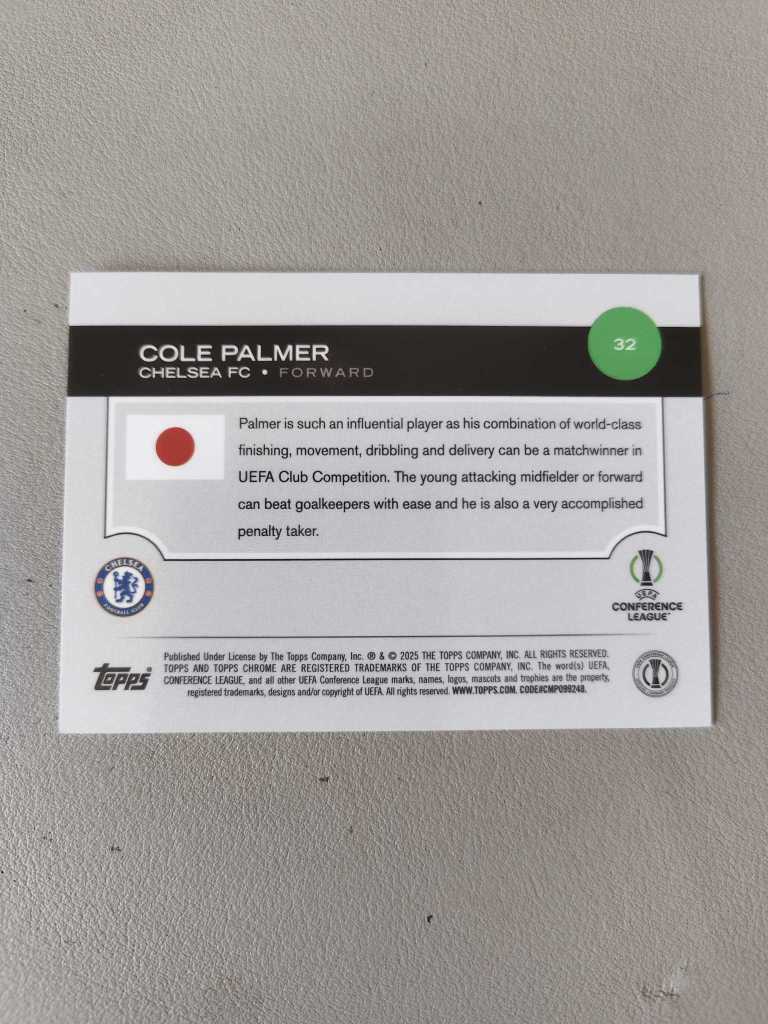 COLE PALMER
32
CHELSEA FC • FORWARD
Palmer is such an influential player as his combination of world-class
finishing, movement, dribbling and delivery can be a matchwinner in
UEFA Club Competition. The young attacking midfielder or forward
can beat goalkeepers with ease and he is also a very accomplished
penalty taker.
CHELSEA
FOOTBALL CLUB
UEFA
CONFERENCE
LEAGUE™
topps®
Published Under License by The Topps Company, Inc. ® & © 2025 THE TOPPS COMPANY, INC. ALL RIGHTS RESERVED.
TOPPS AND TOPPS CHROME ARE REGISTERED TRADEMARKS OF THE TOPPS COMPANY, INC. The word(s) UEFA,
CONFERENCE LEAGUE, and all other UEFA Conference League marks, names, logos, mascots and trophies are the property,
registered trademarks, designs and/or copyright of UEFA. All rights reserved. WWW.TOPPS.COM. CODE#CMP099248.